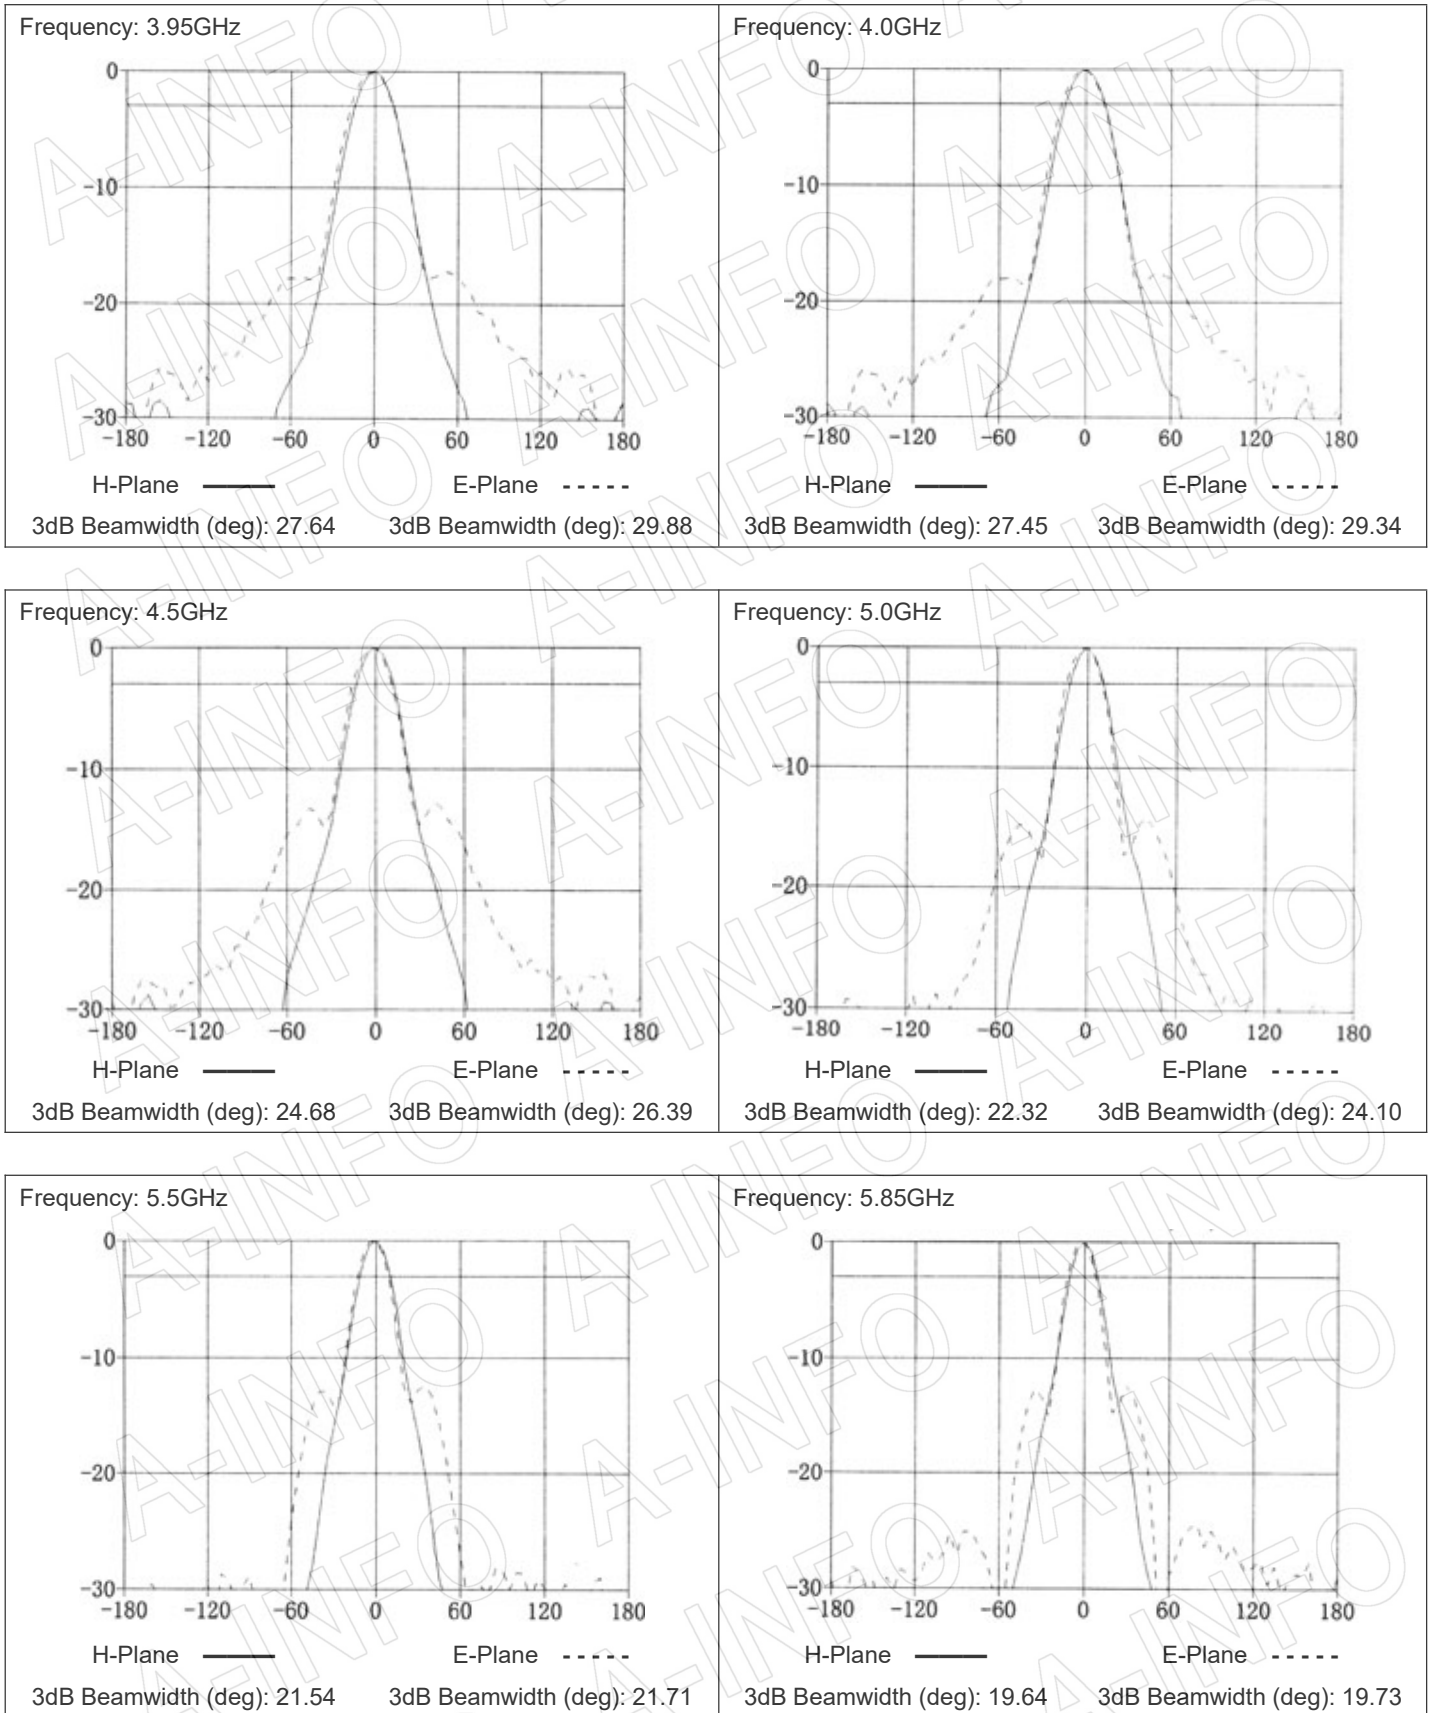 Frequency: 3.95GHz
0
-10
-20
-30
-180 -120 -60 0 60 120 180
H-Plane E-Plane
3dB Beamwidth (deg): 27.64 3dB Beamwidth (deg): 29.88
Frequency: 4.0GHz
0
-10
-20
-30
-180 -120 -60 0 60 120 180
H-Plane E-Plane
3dB Beamwidth (deg): 27.45 3dB Beamwidth (deg): 29.34
Frequency: 4.5GHz
0
-10
-20
-30
-180 -120 -60 0 60 120 180
H-Plane E-Plane
3dB Beamwidth (deg): 24.68 3dB Beamwidth (deg): 26.39
Frequency: 5.0GHz
0
-10
-20
-30
-180 -120 -60 0 60 120 180
H-Plane E-Plane
3dB Beamwidth (deg): 22.32 3dB Beamwidth (deg): 24.10
Frequency: 5.5GHz
0
-10
-20
-30
-180 -120 -60 0 60 120 180
H-Plane E-Plane
3dB Beamwidth (deg): 21.54 3dB Beamwidth (deg): 21.71
Frequency: 5.85GHz
0
-10
-20
-30
-180 -120 -60 0 60 120 180
H-Plane E-Plane
3dB Beamwidth (deg): 19.64 3dB Beamwidth (deg): 19.73
A-INFO